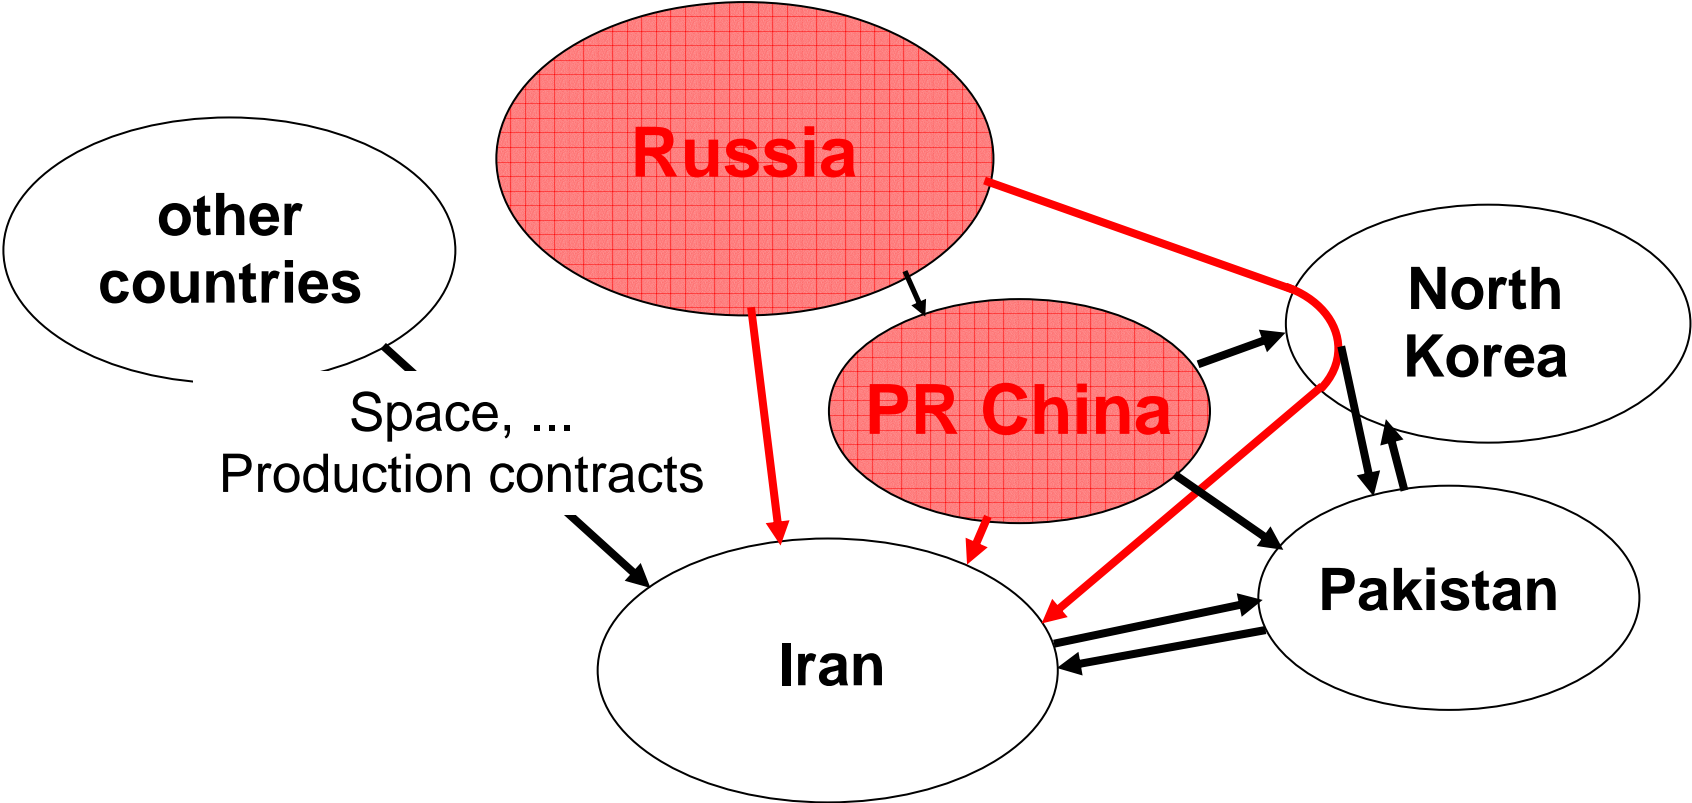 Russia
other
countries
North
Korea
PR China
Space, ...
Production contracts
Pakistan
Iran